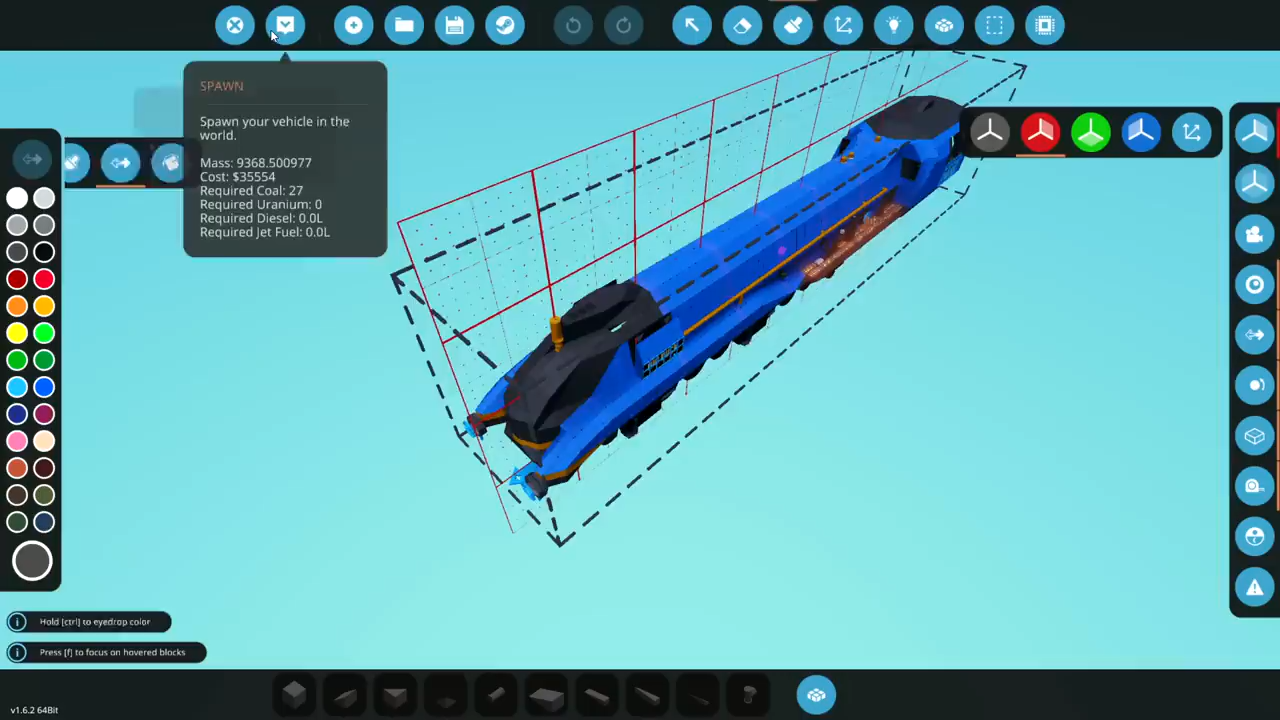 SPAWN
Spawn your vehicle in the
world.
Mass: 9368.500977
Cost: $35554
Required Coal: 27
Required Uranium: 0
Required Diesel: 0.0L
Required Jet Fuel: 0.0L
Hold [ctrl] to eyedrop color
Press [f] to focus on hovered blocks
v1.6.2 64Bit